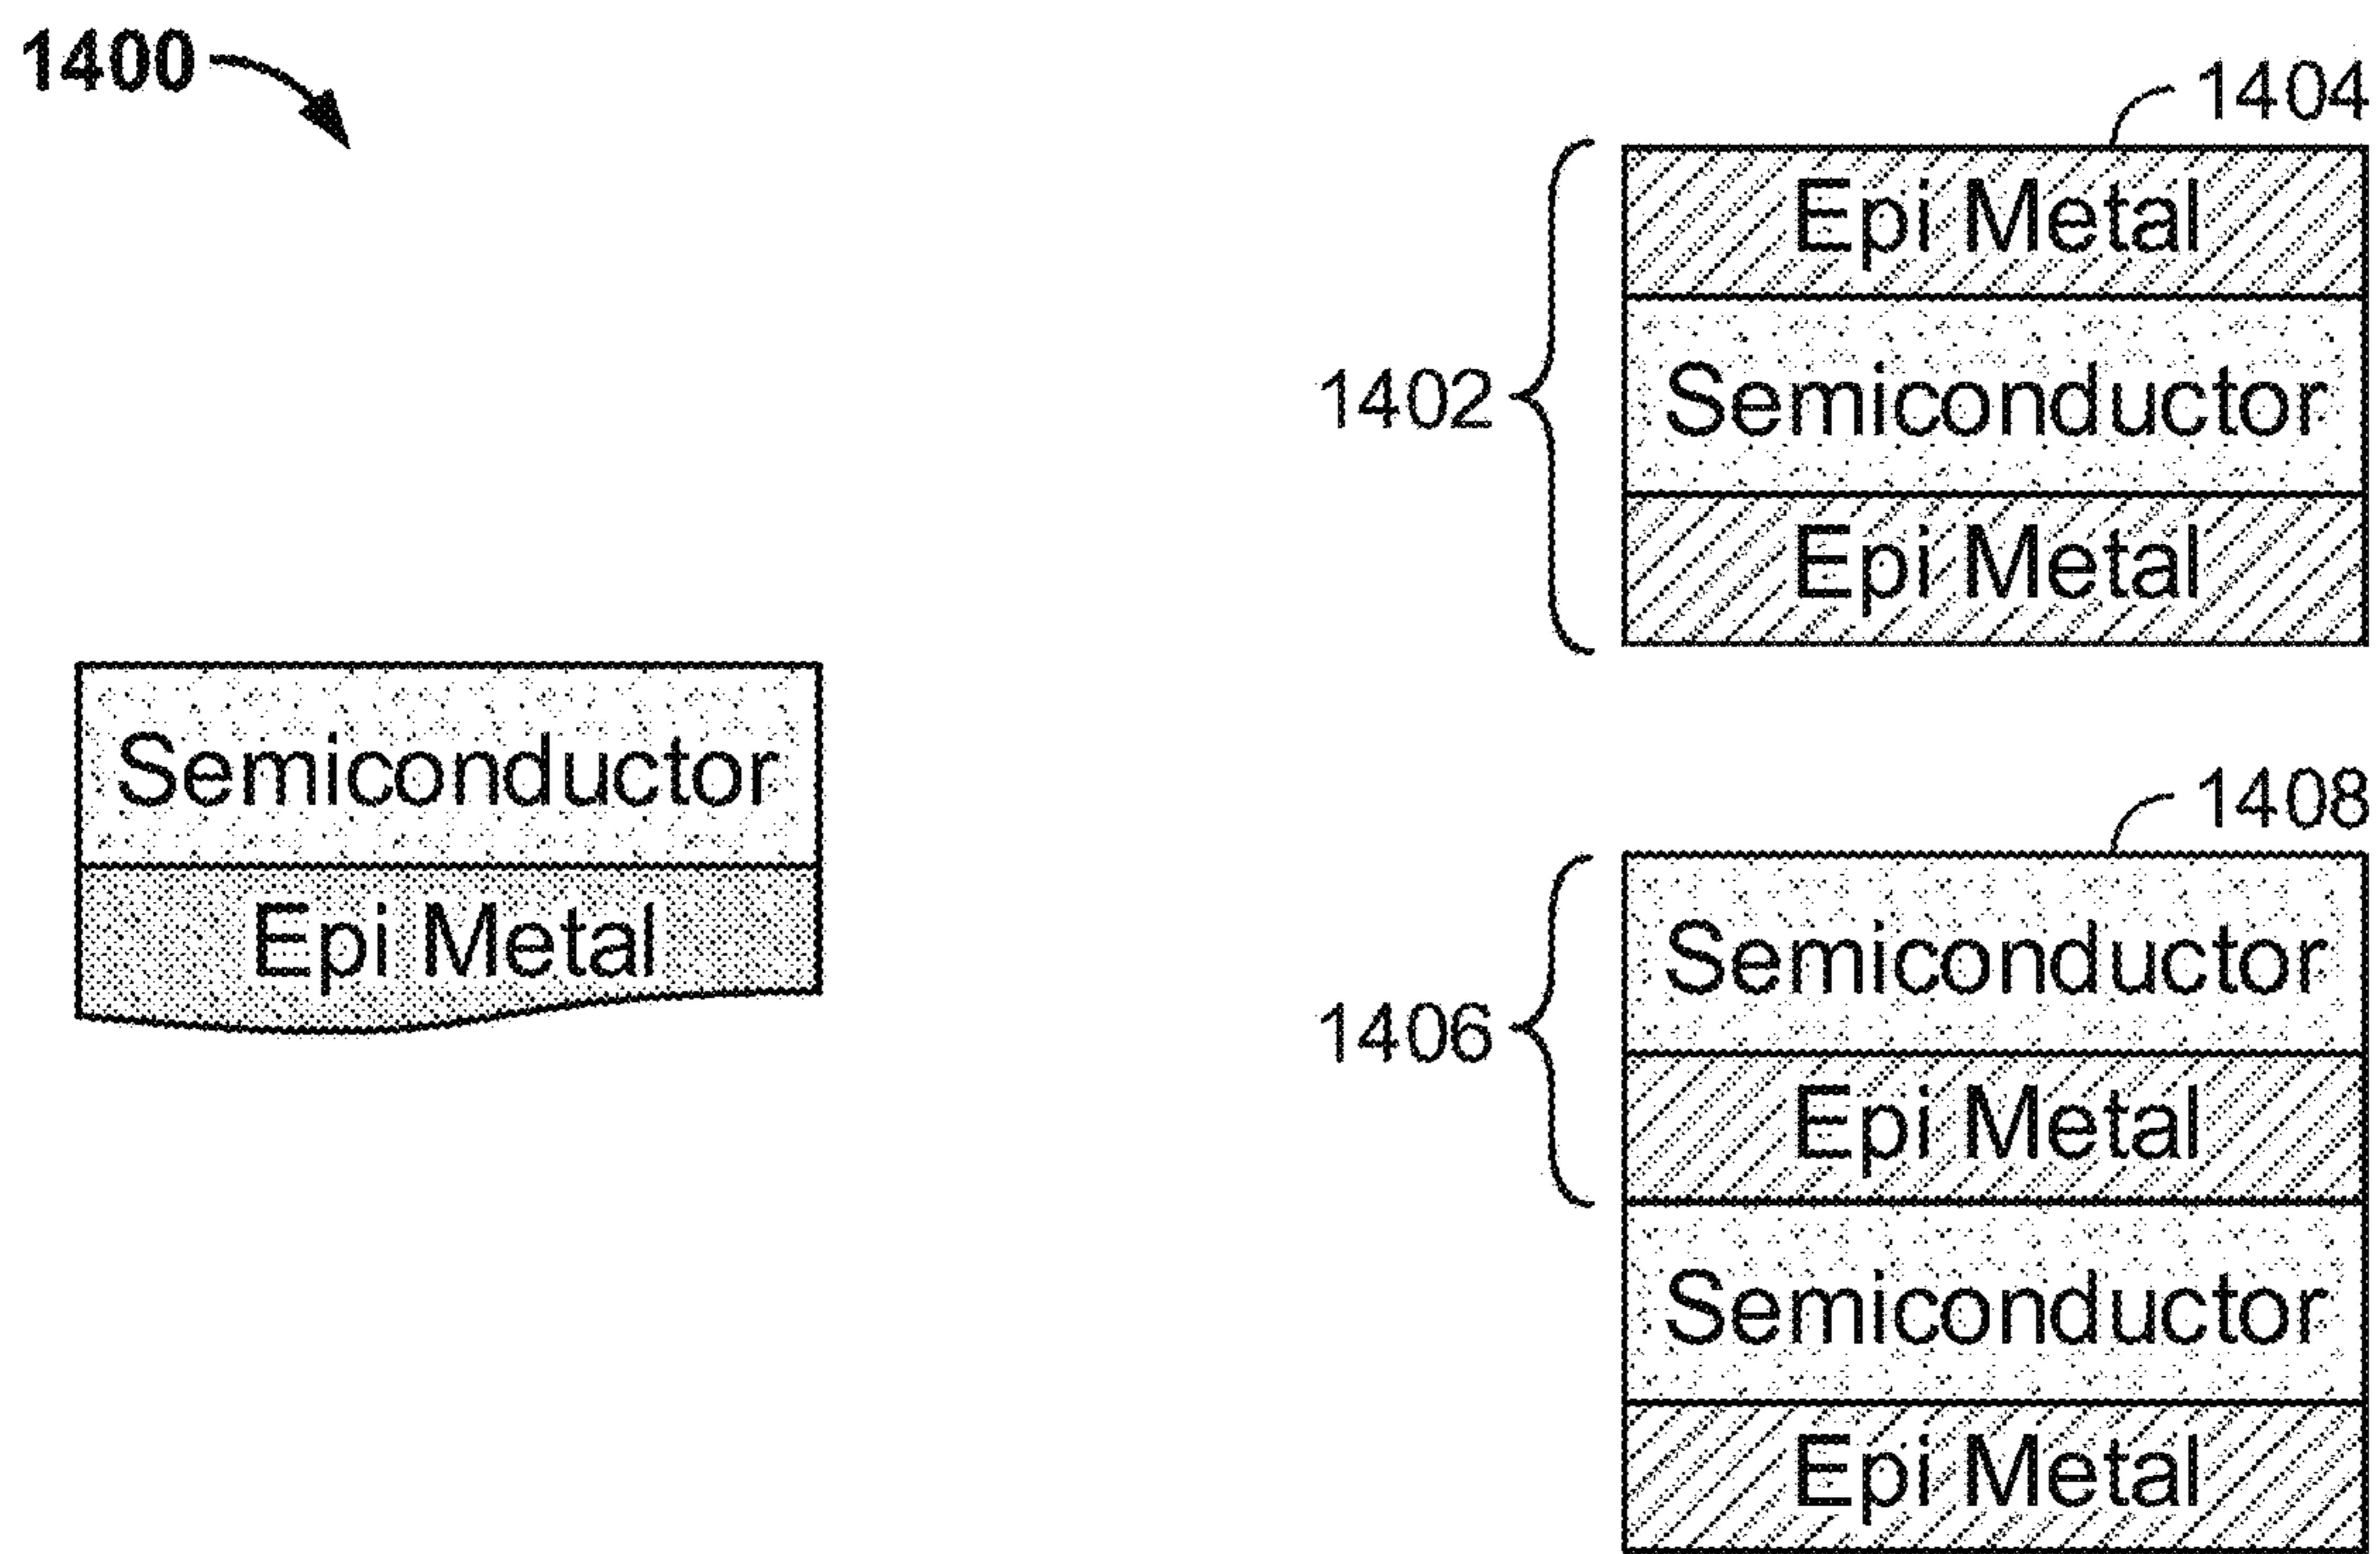 1400
1404
Epi Metal
1402
Semiconductor
Epi Metal
Semiconductor
Epi Metal
1408
Semiconductor
1406
Epi Metal
Semiconductor
Epi Metal